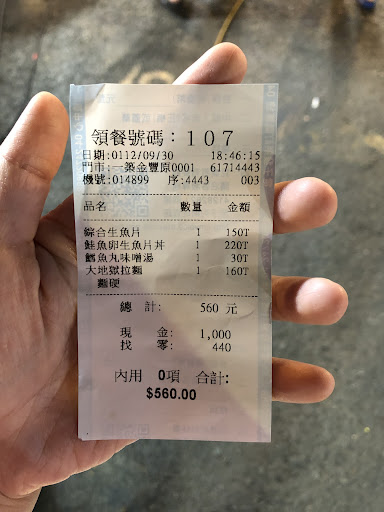 領餐號碼：107
日期:0112/09/30 18:46:15
門市:一築金豐原0001 61714443
機號:014899 序:4443 003
品名 數量 金額
綜合生魚片 1 150T
鮭魚卵生魚片丼 1 220T
鱈魚丸味噌湯 1 30T
大地獄拉麵 1 160T
麵硬
總 計: 560 元
現 金: 1,000
找 零: 440
內用 0項 合計:
$560.00